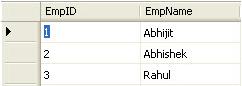 EmpID EmpName
1 Abhijit
2 Abhishek
3 Rahul